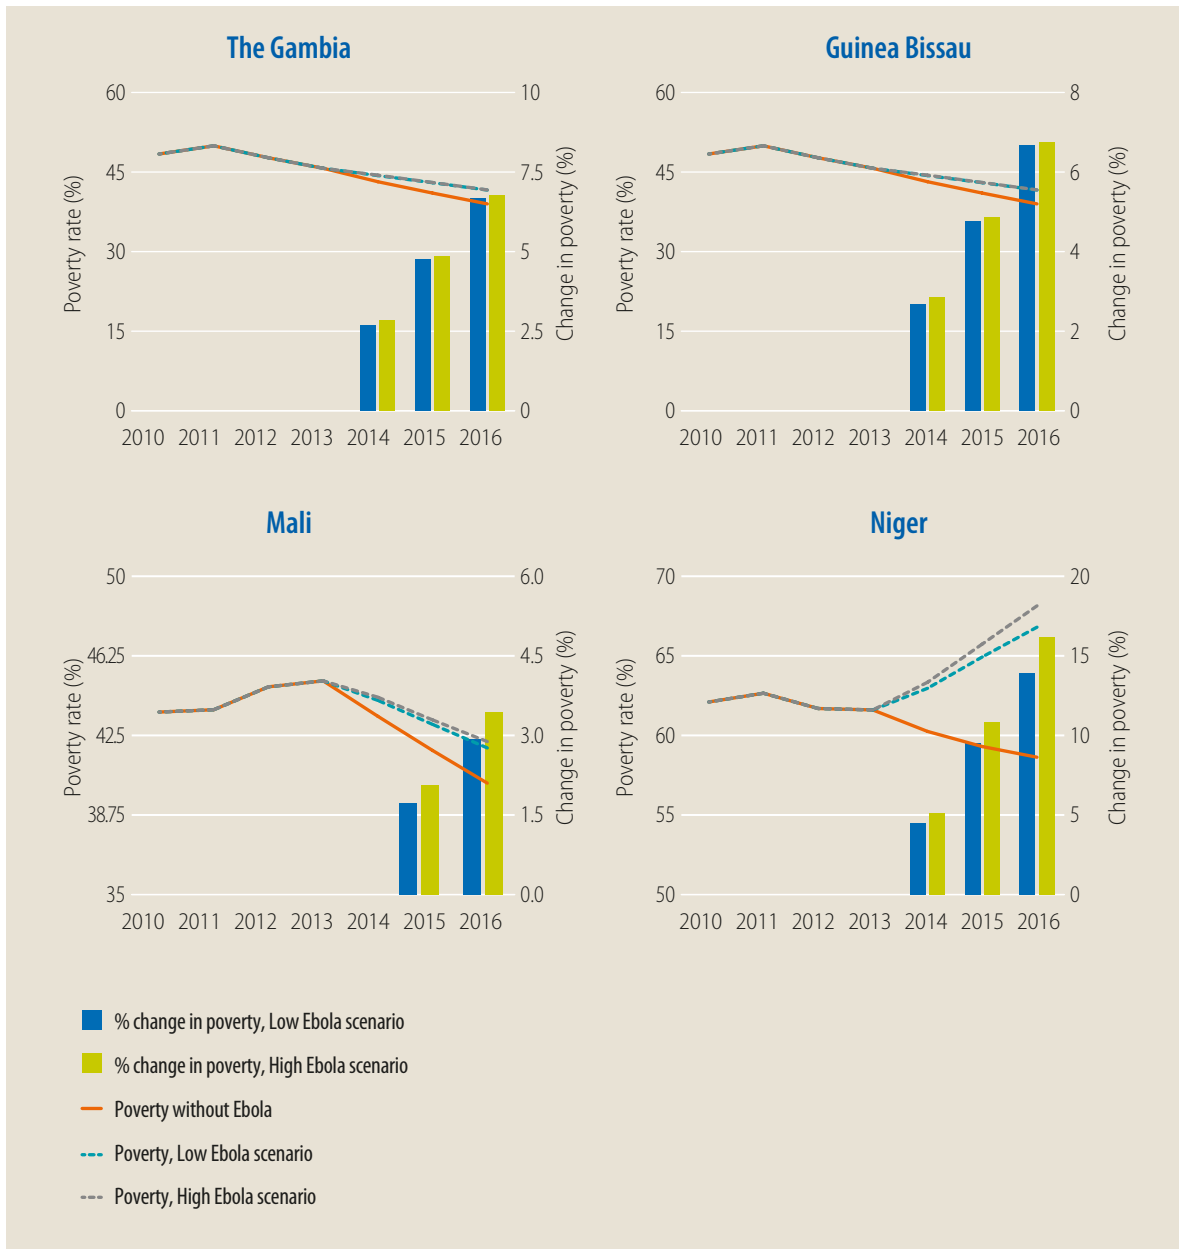 The Gambia
Guinea Bissau
60
45
30
15
0
Poverty rate (%)
10
7.5
5
2.5
0
Change in poverty (%)
2010 2011 2012 2013 2014 2015 2016
60
45
30
15
0
Poverty rate (%)
8
6
4
2
0
Change in poverty (%)
2010 2011 2012 2013 2014 2015 2016
Mali
Niger
50
46.25
42.5
38.75
35
Poverty rate (%)
6.0
4.5
3.0
1.5
0.0
Change in poverty (%)
2010 2011 2012 2013 2014 2015 2016
70
65
60
55
50
Poverty rate (%)
20
15
10
5
0
Change in poverty (%)
2010 2011 2012 2013 2014 2015 2016
% change in poverty, Low Ebola scenario
% change in poverty, High Ebola scenario
Poverty without Ebola
Poverty, Low Ebola scenario
Poverty, High Ebola scenario